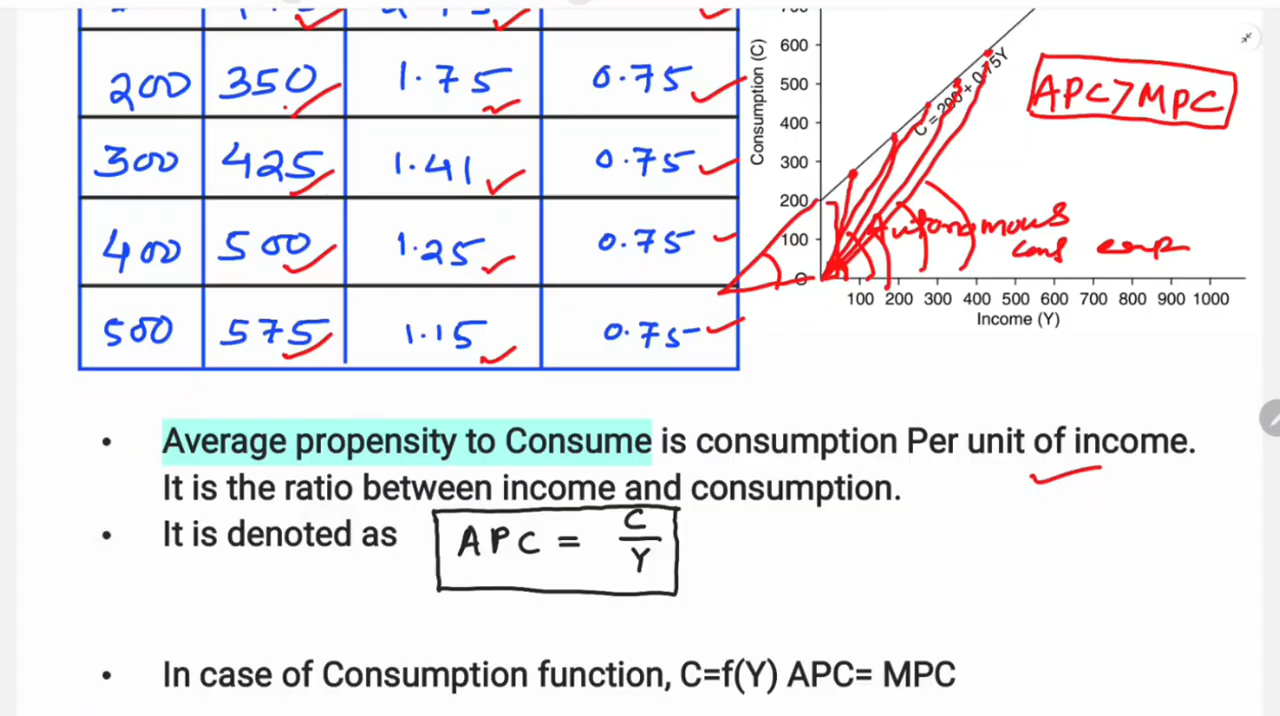 200 350 1.75 0.75
300 425 1.41 0.75
400 500 1.25 0.75
500 575 1.15 0.75
Consumption (C)
600
500
400
300
200
100
0
100 200 300 400 500 600 700 800 900 1000
Income (Y)
C = 200 + 0.75Y
APC>MPC
Autonomous
cons
• Average propensity to Consume is consumption Per unit of income.
It is the ratio between income and consumption.
• It is denoted as APC = C/Y
• In case of Consumption function, C=f(Y) APC= MPC